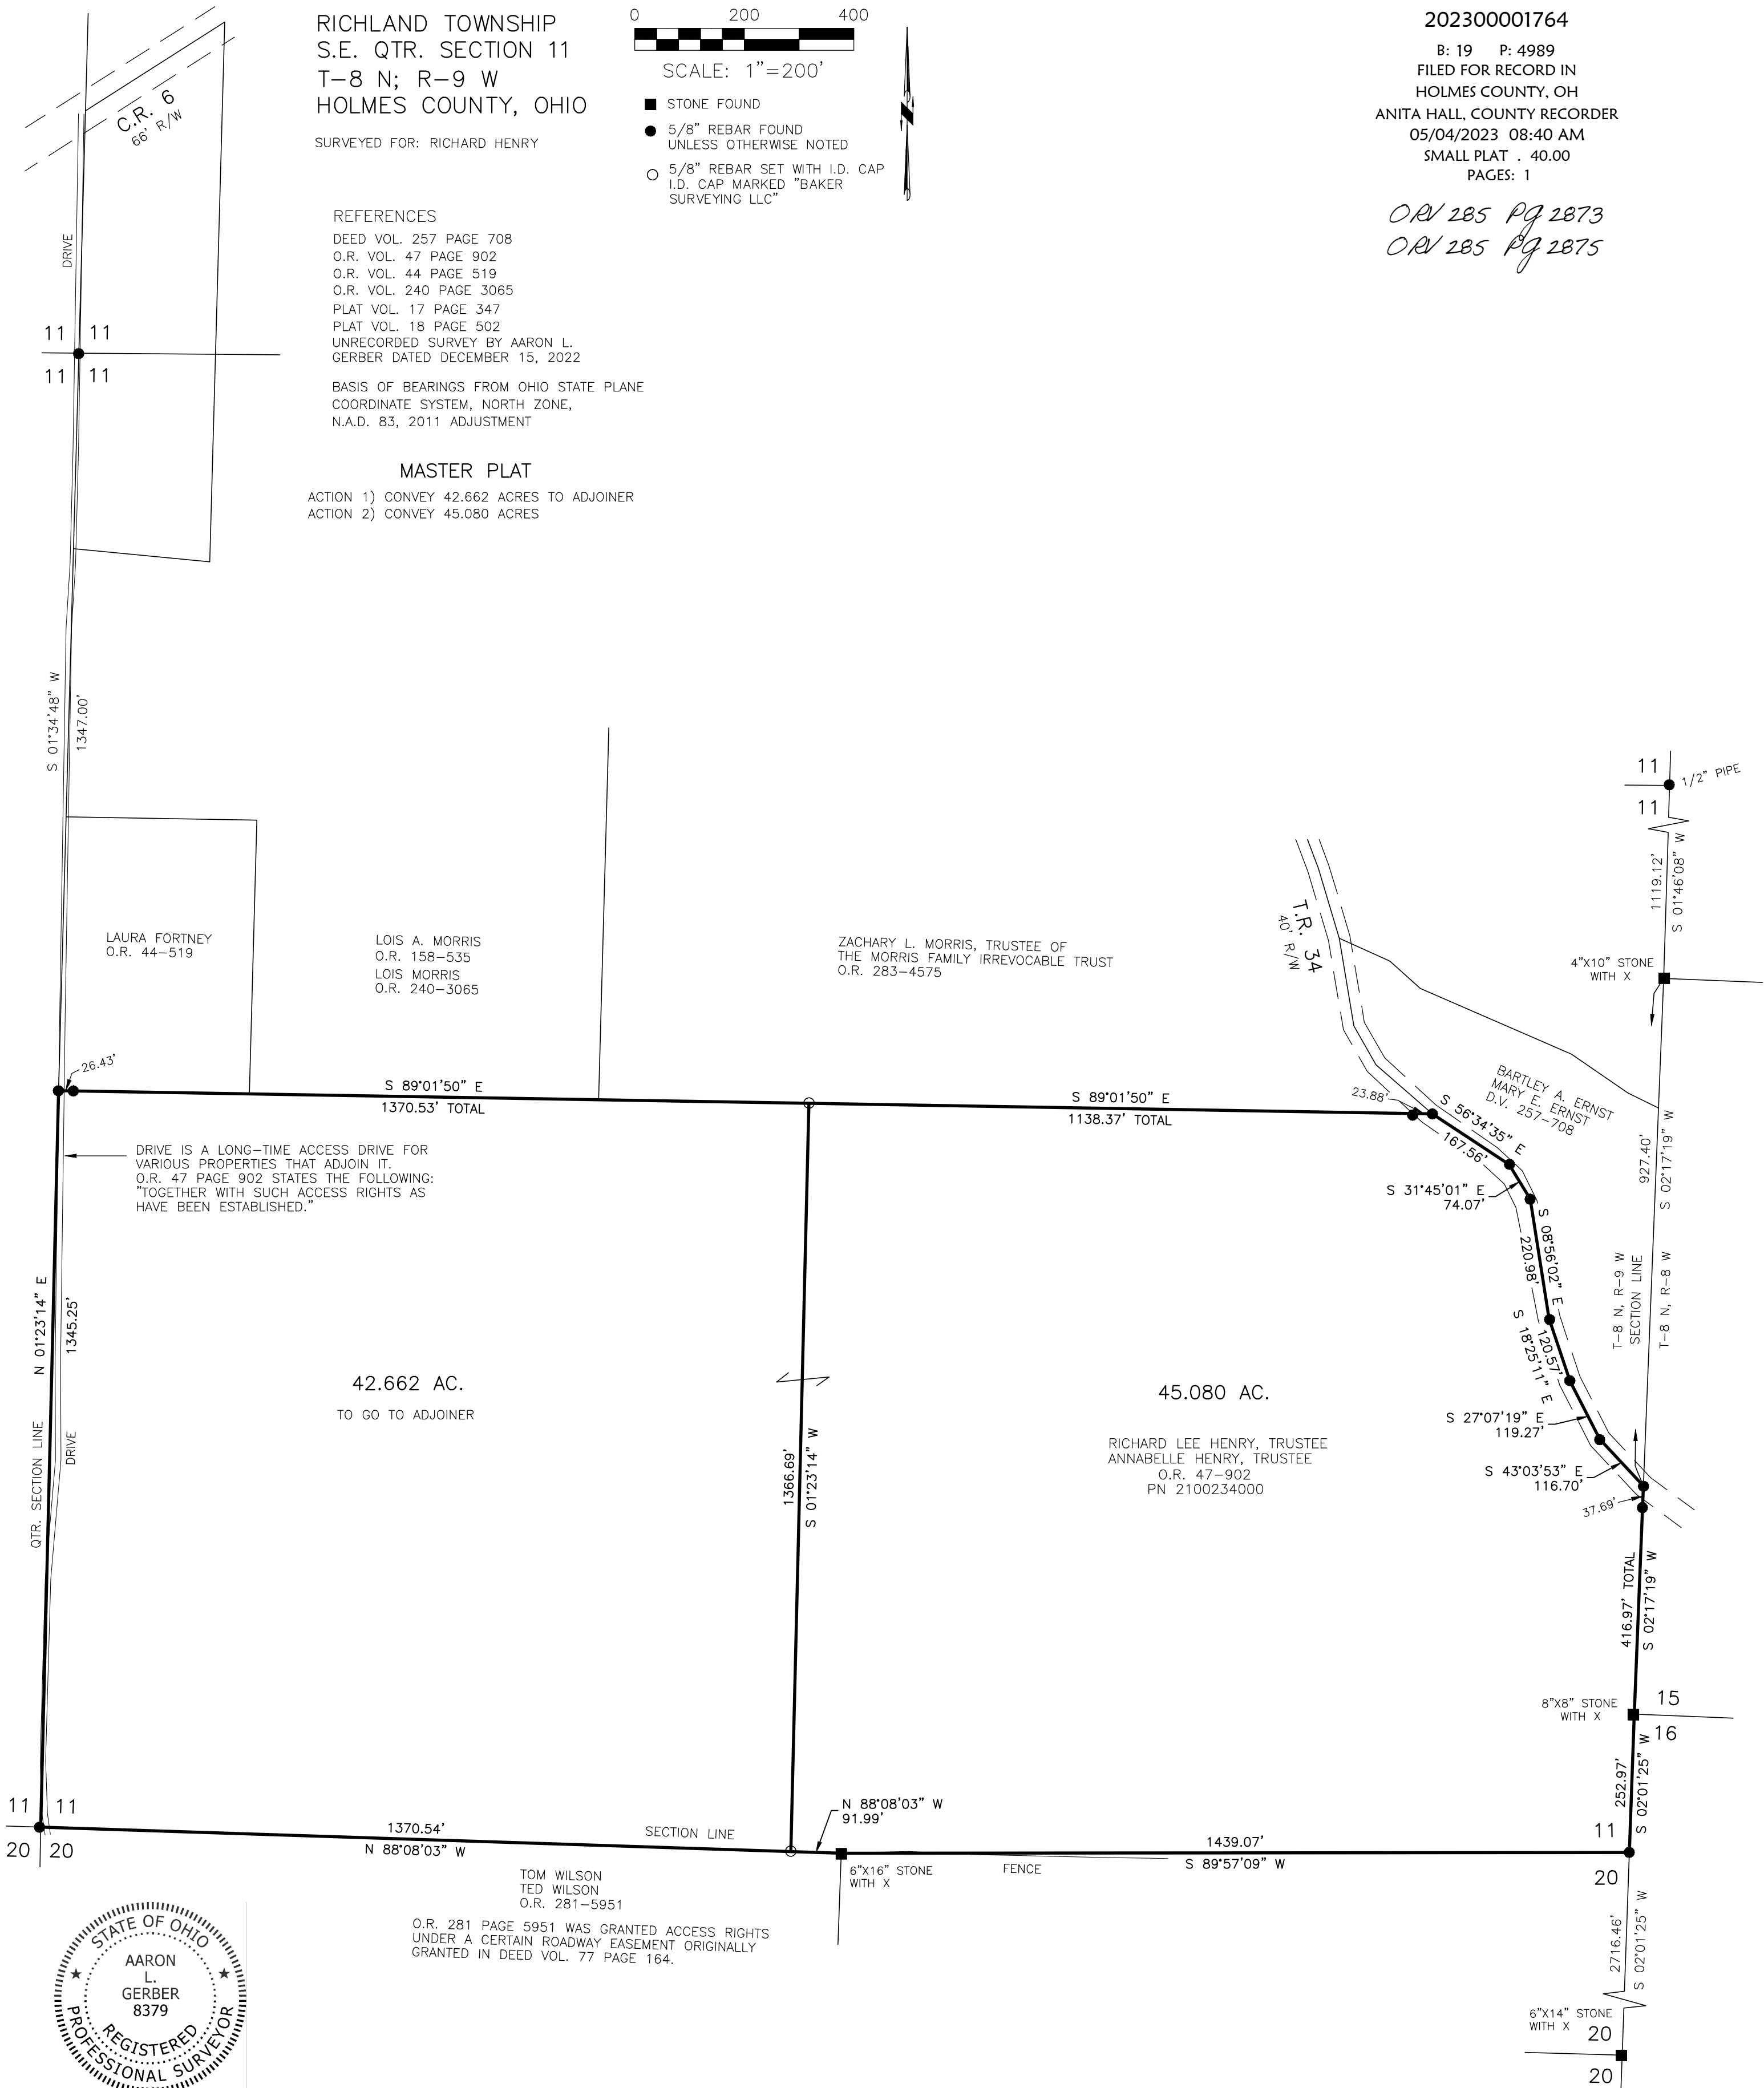 RICHLAND TOWNSHIP
S.E. QTR. SECTION 11
T-8 N; R-9 W
HOLMES COUNTY, OHIO
SURVEYED FOR: RICHARD HENRY
0 200 400
SCALE: 1"=200'
STONE FOUND
5/8" REBAR FOUND
UNLESS OTHERWISE NOTED
5/8" REBAR SET WITH I.D. CAP
I.D. CAP MARKED "BAKER
SURVEYING LLC"
202300001764
B: 19 P: 4989
FILED FOR RECORD IN
HOLMES COUNTY, OH
ANITA HALL, COUNTY RECORDER
05/04/2023 08:40 AM
SMALL PLAT . 40.00
PAGES: 1
ORV 285 Pg 2873
ORV 285 Pg 2875
REFERENCES
DEED VOL. 257 PAGE 708
O.R. VOL. 47 PAGE 902
O.R. VOL. 44 PAGE 519
O.R. VOL. 240 PAGE 3065
PLAT VOL. 17 PAGE 347
PLAT VOL. 18 PAGE 502
UNRECORDED SURVEY BY AARON L.
GERBER DATED DECEMBER 15, 2022
BASIS OF BEARINGS FROM OHIO STATE PLANE
COORDINATE SYSTEM, NORTH ZONE,
N.A.D. 83, 2011 ADJUSTMENT
MASTER PLAT
ACTION 1) CONVEY 42.662 ACRES TO ADJOINER
ACTION 2) CONVEY 45.080 ACRES
C.R. 6
66' R/W
DRIVE
11 11
11 11
S 01°34'48" W
1347.00'
LAURA FORTNEY
O.R. 44-519
LOIS A. MORRIS
O.R. 158-535
LOIS MORRIS
O.R. 240-3065
ZACHARY L. MORRIS, TRUSTEE OF
THE MORRIS FAMILY IRREVOCABLE TRUST
O.R. 283-4575
T.R. 34
40' R/W
11
1/2" PIPE
11
1119.12'
S 01°46'08" W
4"X10" STONE
WITH X
BARTLEY A. ERNST
MARY E. ERNST
D.V. 257-708
927.40'
S 02°17'19" W
T-8 N, R-9 W
SECTION LINE
T-8 N, R-8 W
26.43'
S 89°01'50" E
1370.53' TOTAL
S 89°01'50" E
1138.37' TOTAL
23.88'
S 56°34'35" E
167.56'
S 31°45'01" E
74.07'
S 08°56'02" E
220.98'
S 18°25'11" E
120.57'
S 27°07'19" E
119.27'
S 43°03'53" E
116.70'
37.69'
DRIVE IS A LONG-TIME ACCESS DRIVE FOR
VARIOUS PROPERTIES THAT ADJOIN IT.
O.R. 47 PAGE 902 STATES THE FOLLOWING:
"TOGETHER WITH SUCH ACCESS RIGHTS AS
HAVE BEEN ESTABLISHED."
N 01°23'14" E
1345.25'
QTR. SECTION LINE
DRIVE
42.662 AC.
TO GO TO ADJOINER
1366.69'
S 01°23'14" W
45.080 AC.
RICHARD LEE HENRY, TRUSTEE
ANNABELLE HENRY, TRUSTEE
O.R. 47-902
PN 2100234000
416.97' TOTAL
S 02°17'19" W
8"X8" STONE
WITH X
15
16
252.97'
S 02°01'25" W
11 11
20 20
1370.54'
N 88°08'03" W
SECTION LINE
N 88°08'03" W
91.99'
6"X16" STONE
WITH X
FENCE
1439.07'
S 89°57'09" W
11
20
TOM WILSON
TED WILSON
O.R. 281-5951
O.R. 281 PAGE 5951 WAS GRANTED ACCESS RIGHTS
UNDER A CERTAIN ROADWAY EASEMENT ORIGINALLY
GRANTED IN DEED VOL. 77 PAGE 164.
2716.46'
S 02°01'25" W
6"X14" STONE
WITH X
20
20
STATE OF OHIO
AARON
L.
GERBER
8379
REGISTERED
PROFESSIONAL SURVEYOR